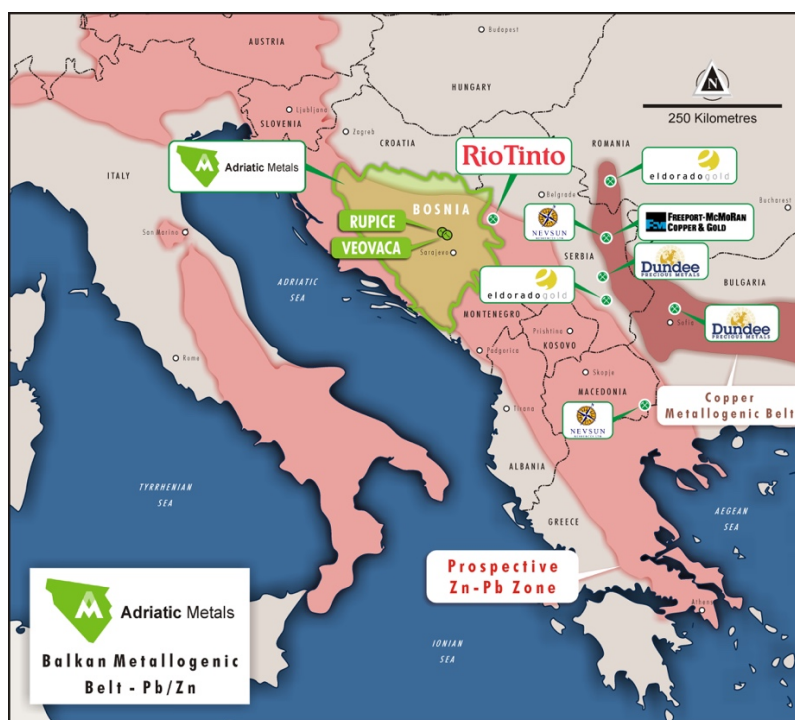 Budapest
AUSTRIA
N
HUNGARY
250 Kilometres
Ljubljana
SLOVENIA
Zagreb
CROATIA
ROMANIA
RioTinto
eldoradogold
ITALY
Adriatic Metals
Belgrade
Bucharest
BOSNIA
NEVSUN
FREEPORT-MCMORAN
COPPER & GOLD
RUPICE
San Marino
VEOVACA
Sarajevo
SERBIA
DUNDEE
PRECIOUS METALS
BULGARIA
ADRIATIC
SEA
eldoradogold
MONTENEGRO
Sofia
DUNDEE
PRECIOUS METALS
Prishtina
KOSOVO
Rome
Podgorica
Skopje
MACEDONIA
Copper
Metallogenic Belt
NEVSUN
Tirana
ALBANIA
TYRRHENIAN
SEA
AEGEAN
SEA
GREECE
Prospective
Zn-Pb Zone
Adriatic Metals
Athens
Balkan Metallogenic
Belt - Pb/Zn
IONIAN
SEA